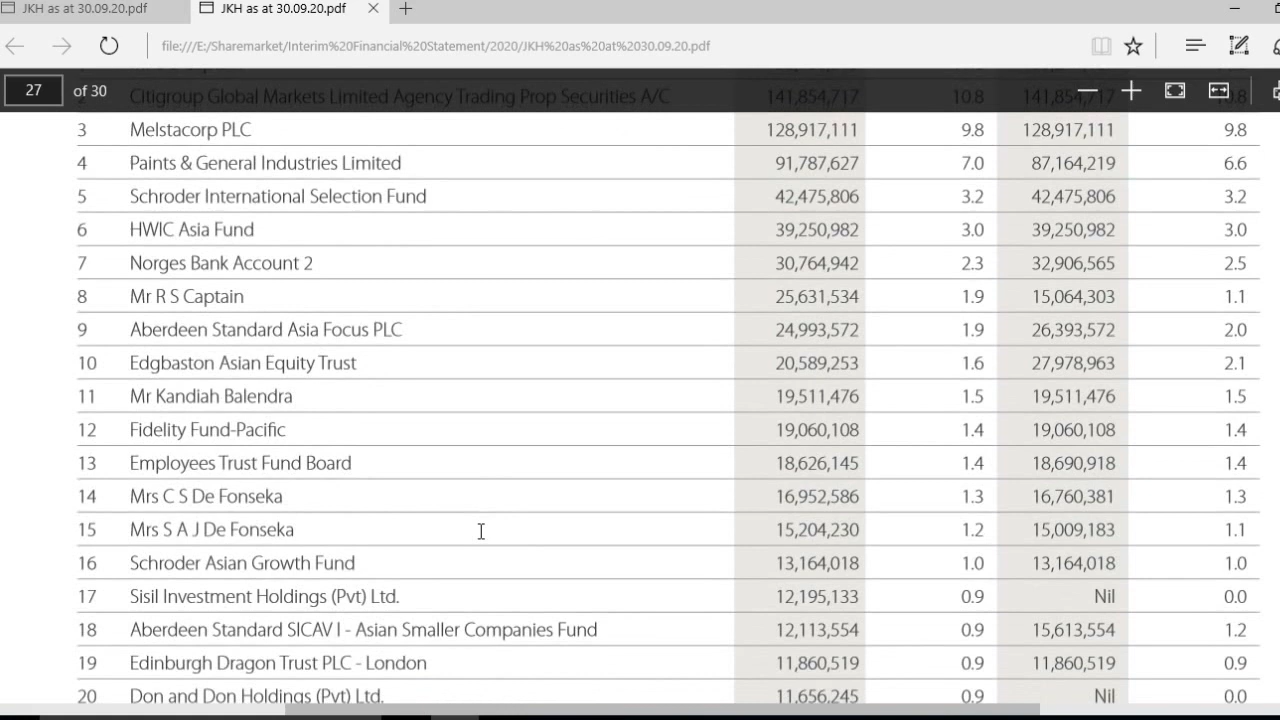 JKH as at 30.09.20.pdf JKH as at 30.09.20.pdf
file:///E:/Sharemarket/Interim%20Financial%20Statement/2020/JKH%20as%20at%2030.09.20.pdf
27 of 30
2 Citigroup Global Markets Limited Agency Trading Prop Securities A/C 141,854,717 10.8 141,854,717 10.8
3 Melstacorp PLC 128,917,111 9.8 128,917,111 9.8
4 Paints & General Industries Limited 91,787,627 7.0 87,164,219 6.6
5 Schroder International Selection Fund 42,475,806 3.2 42,475,806 3.2
6 HWIC Asia Fund 39,250,982 3.0 39,250,982 3.0
7 Norges Bank Account 2 30,764,942 2.3 32,906,565 2.5
8 Mr R S Captain 25,631,534 1.9 15,064,303 1.1
9 Aberdeen Standard Asia Focus PLC 24,993,572 1.9 26,393,572 2.0
10 Edgbaston Asian Equity Trust 20,589,253 1.6 27,978,963 2.1
11 Mr Kandiah Balendra 19,511,476 1.5 19,511,476 1.5
12 Fidelity Fund-Pacific 19,060,108 1.4 19,060,108 1.4
13 Employees Trust Fund Board 18,626,145 1.4 18,690,918 1.4
14 Mrs C S De Fonseka 16,952,586 1.3 16,760,381 1.3
15 Mrs S A J De Fonseka 15,204,230 1.2 15,009,183 1.1
16 Schroder Asian Growth Fund 13,164,018 1.0 13,164,018 1.0
17 Sisil Investment Holdings (Pvt) Ltd. 12,195,133 0.9 Nil 0.0
18 Aberdeen Standard SICAV I - Asian Smaller Companies Fund 12,113,554 0.9 15,613,554 1.2
19 Edinburgh Dragon Trust PLC - London 11,860,519 0.9 11,860,519 0.9
20 Don and Don Holdings (Pvt) Ltd. 11,656,245 0.9 Nil 0.0